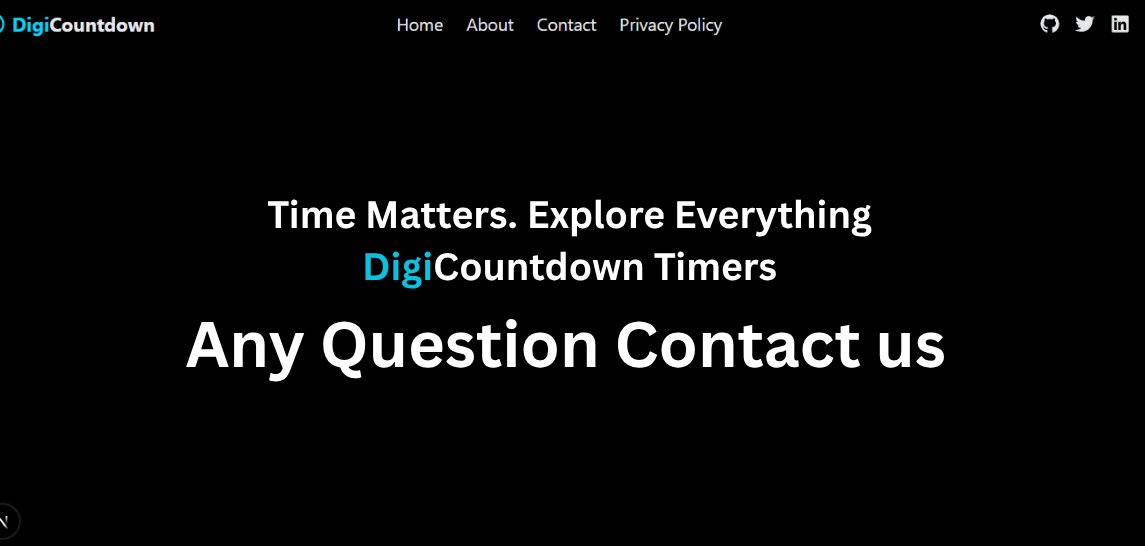 DigiCountdown
Home About Contact Privacy Policy
Time Matters. Explore Everything
DigiCountdown Timers
Any Question Contact us